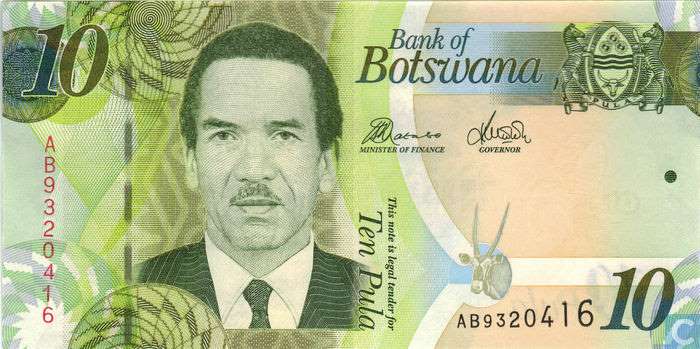 10
Bank of
Botswana
PULA
MINISTER OF FINANCE
GOVERNOR
AB9320416
This note is legal tender for
Ten Pula
AB9320416
10
C